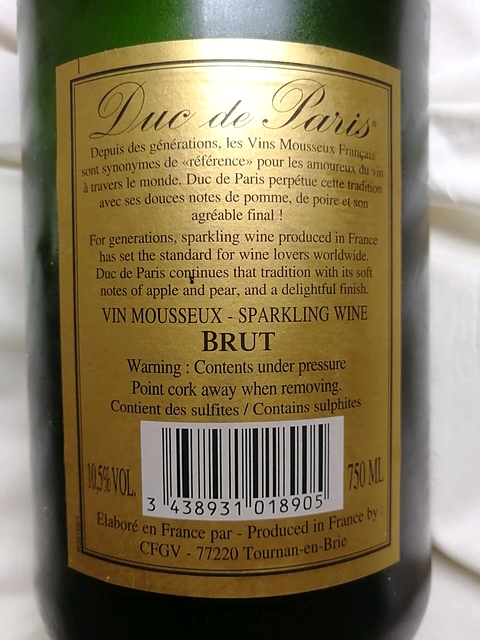 Duc de Paris®
Depuis des générations, les Vins Mousseux Français
sont synonymes de «référence» pour les amoureux du vin
à travers le monde. Duc de Paris perpétue cette tradition
avec ses douces notes de pomme, de poire et son
agréable final !
For generations, sparkling wine produced in France
has set the standard for wine lovers worldwide.
Duc de Paris continues that tradition with its soft
notes of apple and pear, and a delightful finish.
VIN MOUSSEUX - SPARKLING WINE
BRUT
Warning : Contents under pressure
Point cork away when removing.
Contient des sulfites / Contains sulphites
10.5% VOL.
750 ML
3 438931 018905
Elaboré en France par - Produced in France by :
CFGV - 77220 Tournan-en-Brie